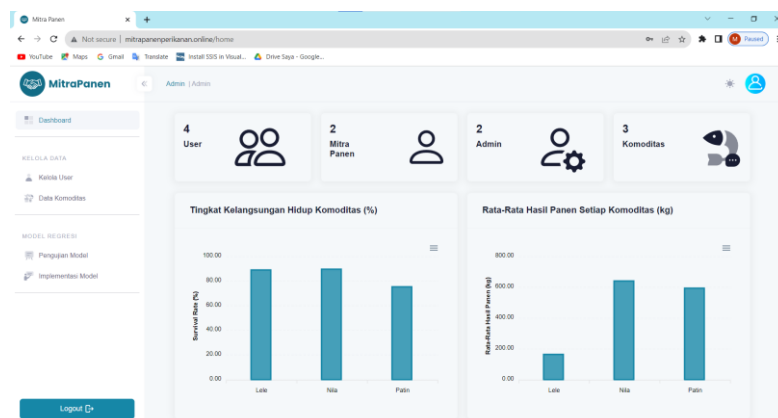 Mitra Panen
Not secure | mitrapanenperikanan.online/home
M Paused
YouTube Maps Gmail Translate Install SSIS in Visual... Drive Saya - Google...
MitraPanen
Admin | Admin
Dashboard
KELOLA DATA
Kelola User
Data Komoditas
MODEL REGRESI
Pengujian Model
Implementasi Model
Logout
4
User
2
Mitra
Panen
2
Admin
3
Komoditas
Tingkat Kelangsungan Hidup Komoditas (%)
Survival Rate (%)
100.00
80.00
60.00
40.00
20.00
0.00
Lele Nila Patin
Rata-Rata Hasil Panen Setiap Komoditas (kg)
Rata-Rata Hasil Panen (kg)
800.00
600.00
400.00
200.00
0.00
Lele Nila Patin